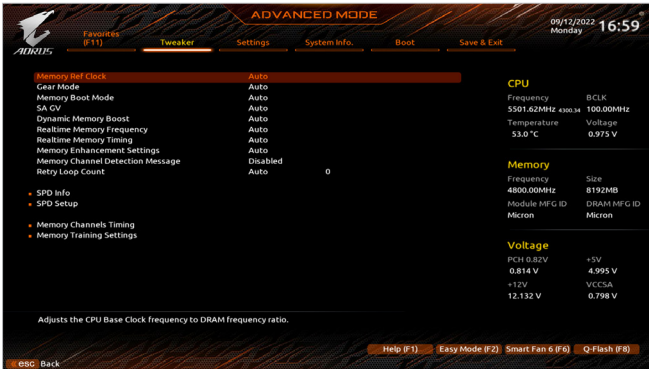 ADVANCED MODE
09/12/2022 Monday 16:59
Favorites (F11) Tweaker Settings System Info. Boot Save & Exit
AORUS
Memory Ref Clock Auto
Gear Mode Auto
Memory Boot Mode Auto
SA GV Auto
Dynamic Memory Boost Auto
Realtime Memory Frequency Auto
Realtime Memory Timing Auto
Memory Enhancement Settings Auto
Memory Channel Detection Message Disabled
Retry Loop Count Auto 0
SPD Info
SPD Setup
Memory Channels Timing
Memory Training Settings
CPU
Frequency BCLK
5501.62MHz 4300.34 100.00MHz
Temperature Voltage
53.0 °C 0.975 V
Memory
Frequency Size
4800.00MHz 8192MB
Module MFG ID DRAM MFG ID
Micron Micron
Voltage
PCH 0.82V +5V
0.814 V 4.995 V
+12V VCCSA
12.132 V 0.798 V
Adjusts the CPU Base Clock frequency to DRAM frequency ratio.
Help (F1) Easy Mode (F2) Smart Fan 6 (F6) Q-Flash (F8)
esc Back